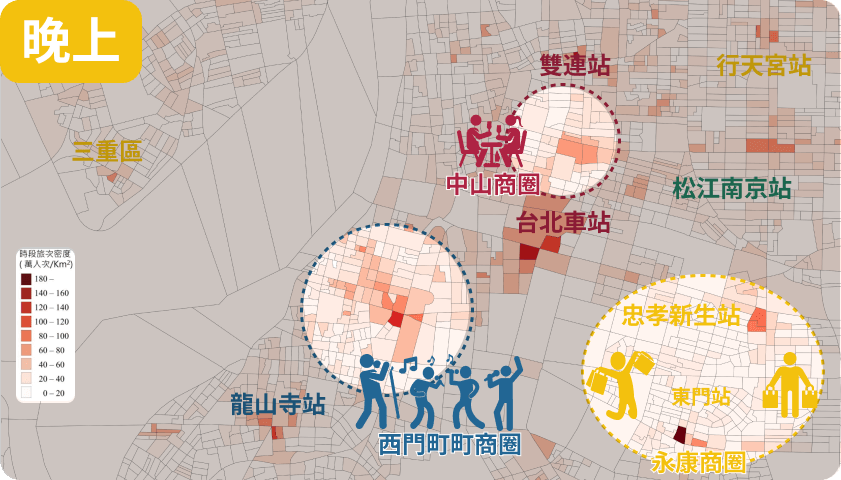 晚上
雙連站
行天宮站
三重區
中山商圈
松江南京站
台北車站
時段旅次密度
( 萬人次/Km²)
180 –
140 – 160
120 – 140
100 – 120
80 – 100
60 – 80
40 – 60
20 – 40
0 – 20
忠孝新生站
東門站
龍山寺站
西門町町商圈
永康商圈